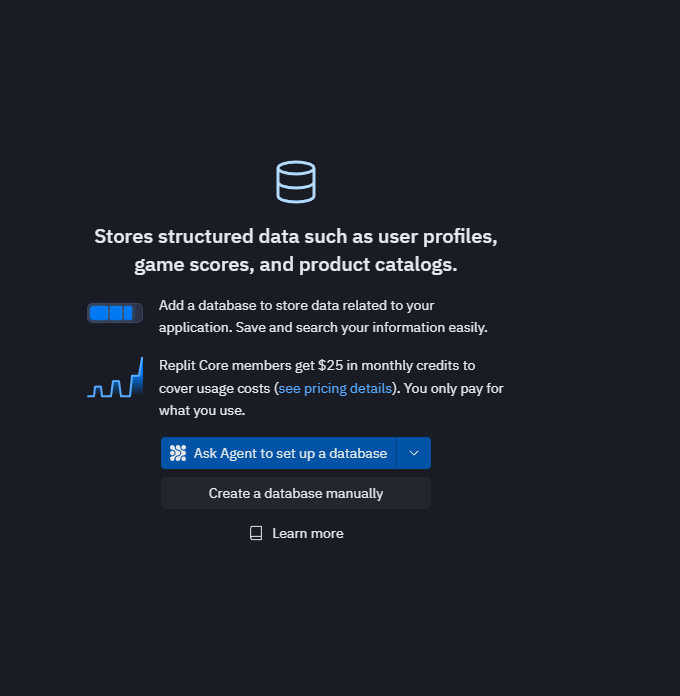 Stores structured data such as user profiles,
game scores, and product catalogs.
Add a database to store data related to your
application. Save and search your information easily.
Replit Core members get $25 in monthly credits to
cover usage costs (see pricing details). You only pay for
what you use.
Ask Agent to set up a database
Create a database manually
Learn more